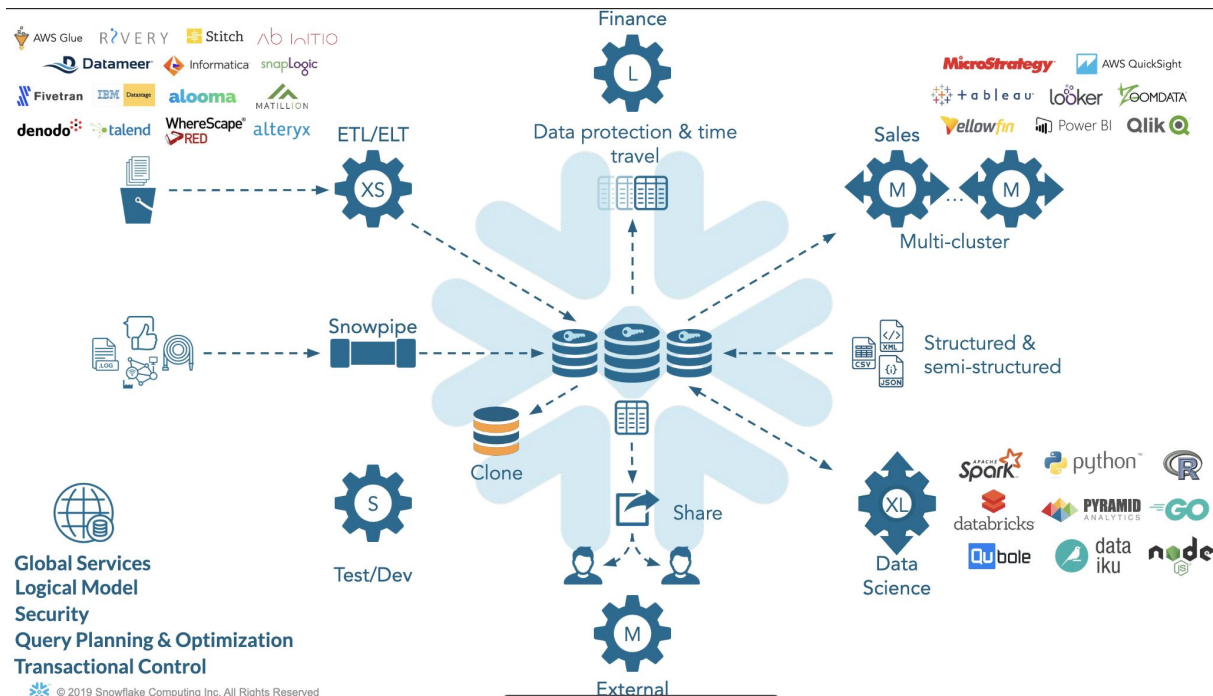 AWS Glue
RIVERY
Stitch
Ab INITIO
Datameer
Informatica
snapLogic
Fivetran
IBM
Datastage
alooma
MATILLION
denodo
talend
WhereScape
RED
alteryx
Finance
L
Data protection & time
travel
MicroStrategy
AWS QuickSight
+ a b l e a u
looker
ZOOMDATA
Yellowfin
Power BI
Qlik
ETL/ELT
XS
Sales
M
...
M
Multi-cluster
.LOG
Snowpipe
</>
XML
CSV
{i}
JSON
Structured &
semi-structured
Clone
S
Test/Dev
Share
M
External
XL
Data
Science
APACHE
Spark
python
R
databricks
PYRAMID
ANALYTICS
GO
Qubole
data
iku
node
JS
Global Services
Logical Model
Security
Query Planning & Optimization
Transactional Control
© 2019 Snowflake Computing Inc. All Rights Reserved